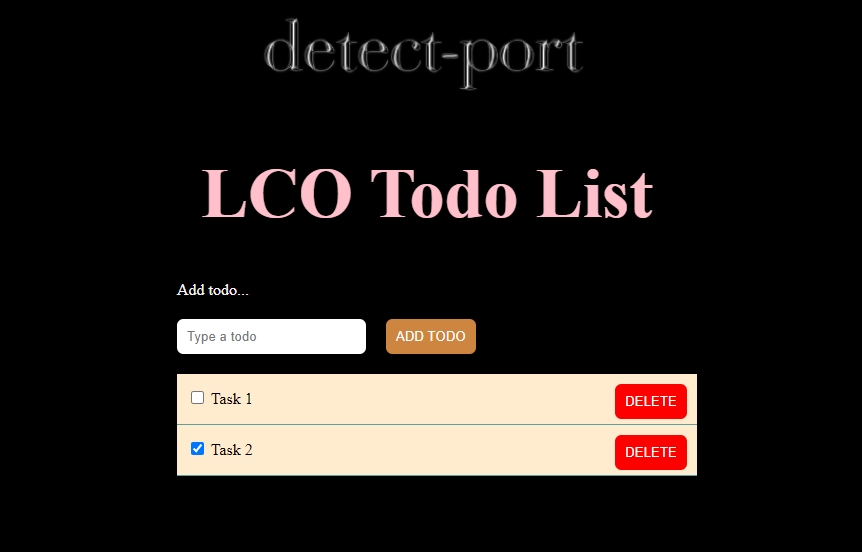 detect-port
LCO Todo List
Add todo...
Type a todo
ADD TODO
Task 1
DELETE
Task 2
DELETE